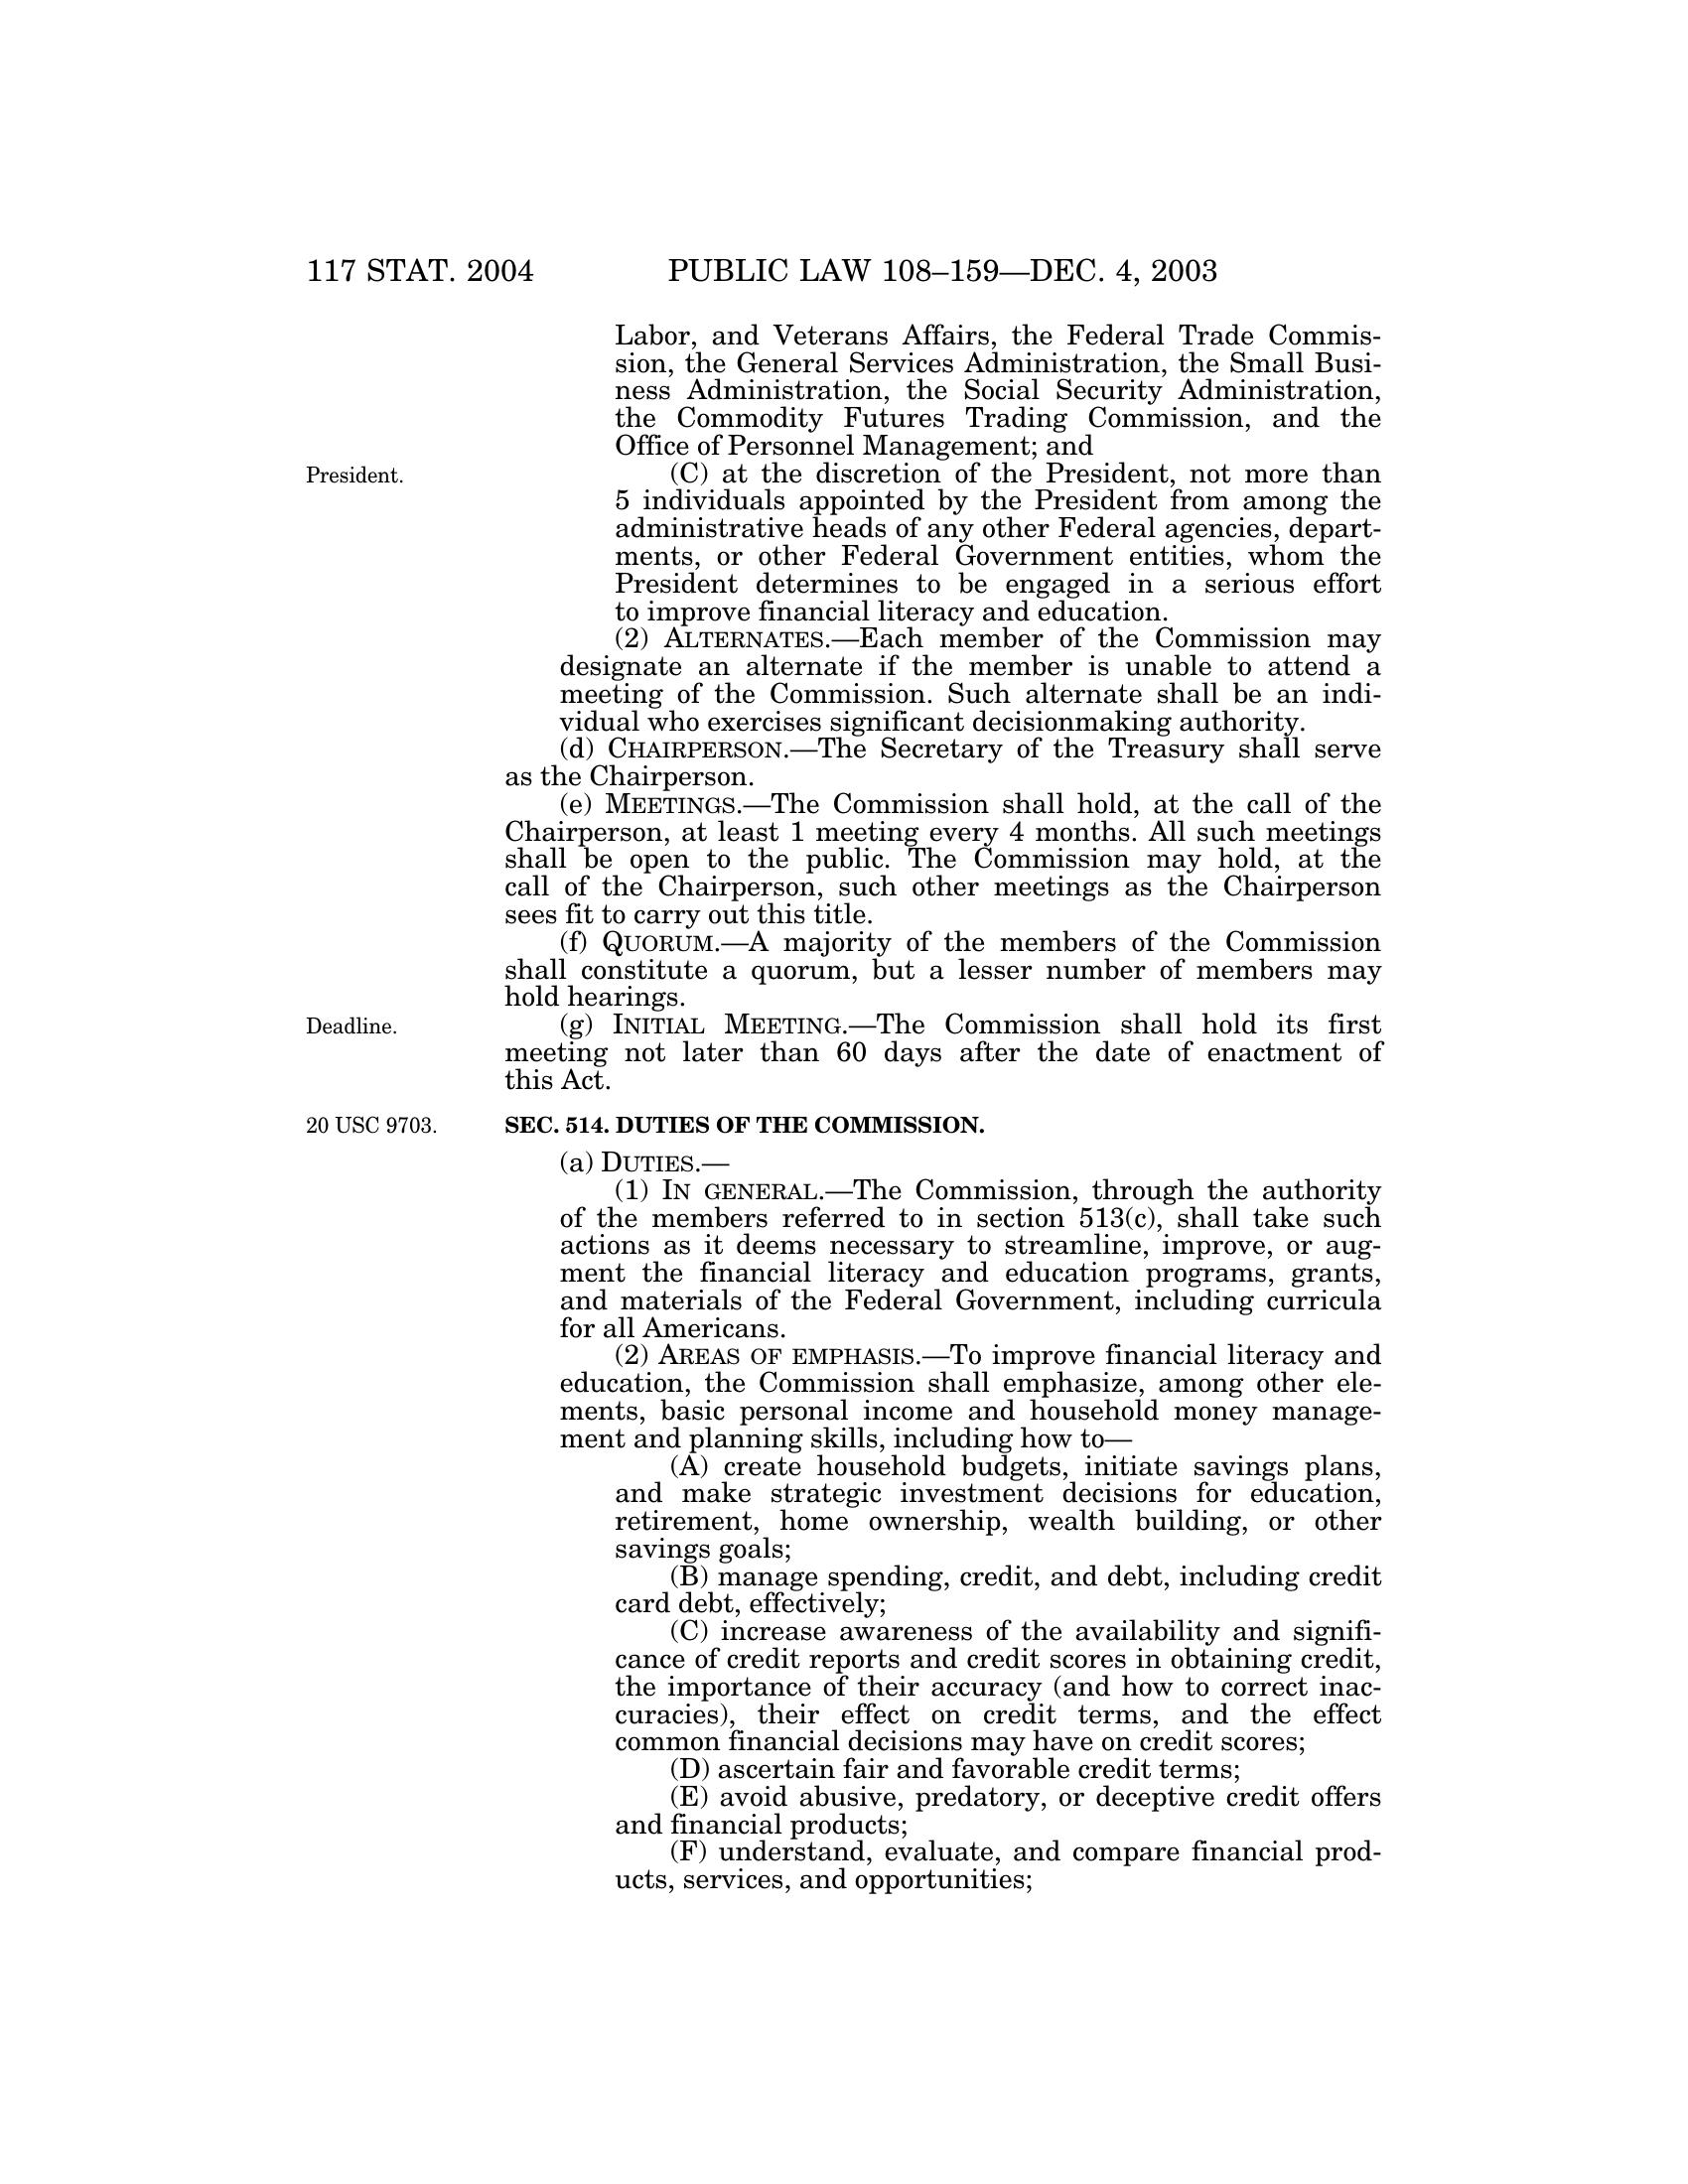 117 STAT. 2004 PUBLIC LAW 108–159—DEC. 4, 2003
Labor, and Veterans Affairs, the Federal Trade Commis-
sion, the General Services Administration, the Small Busi-
ness Administration, the Social Security Administration,
the Commodity Futures Trading Commission, and the
Office of Personnel Management; and
President.
(C) at the discretion of the President, not more than
5 individuals appointed by the President from among the
administrative heads of any other Federal agencies, depart-
ments, or other Federal Government entities, whom the
President determines to be engaged in a serious effort
to improve financial literacy and education.
(2) ALTERNATES.—Each member of the Commission may
designate an alternate if the member is unable to attend a
meeting of the Commission. Such alternate shall be an indi-
vidual who exercises significant decisionmaking authority.
(d) CHAIRPERSON.—The Secretary of the Treasury shall serve
as the Chairperson.
(e) MEETINGS.—The Commission shall hold, at the call of the
Chairperson, at least 1 meeting every 4 months. All such meetings
shall be open to the public. The Commission may hold, at the
call of the Chairperson, such other meetings as the Chairperson
sees fit to carry out this title.
(f) QUORUM.—A majority of the members of the Commission
shall constitute a quorum, but a lesser number of members may
hold hearings.
Deadline.
(g) INITIAL MEETING.—The Commission shall hold its first
meeting not later than 60 days after the date of enactment of
this Act.
20 USC 9703.
SEC. 514. DUTIES OF THE COMMISSION.
(a) DUTIES.—
(1) IN GENERAL.—The Commission, through the authority
of the members referred to in section 513(c), shall take such
actions as it deems necessary to streamline, improve, or aug-
ment the financial literacy and education programs, grants,
and materials of the Federal Government, including curricula
for all Americans.
(2) AREAS OF EMPHASIS.—To improve financial literacy and
education, the Commission shall emphasize, among other ele-
ments, basic personal income and household money manage-
ment and planning skills, including how to—
(A) create household budgets, initiate savings plans,
and make strategic investment decisions for education,
retirement, home ownership, wealth building, or other
savings goals;
(B) manage spending, credit, and debt, including credit
card debt, effectively;
(C) increase awareness of the availability and signifi-
cance of credit reports and credit scores in obtaining credit,
the importance of their accuracy (and how to correct inac-
curacies), their effect on credit terms, and the effect
common financial decisions may have on credit scores;
(D) ascertain fair and favorable credit terms;
(E) avoid abusive, predatory, or deceptive credit offers
and financial products;
(F) understand, evaluate, and compare financial prod-
ucts, services, and opportunities;